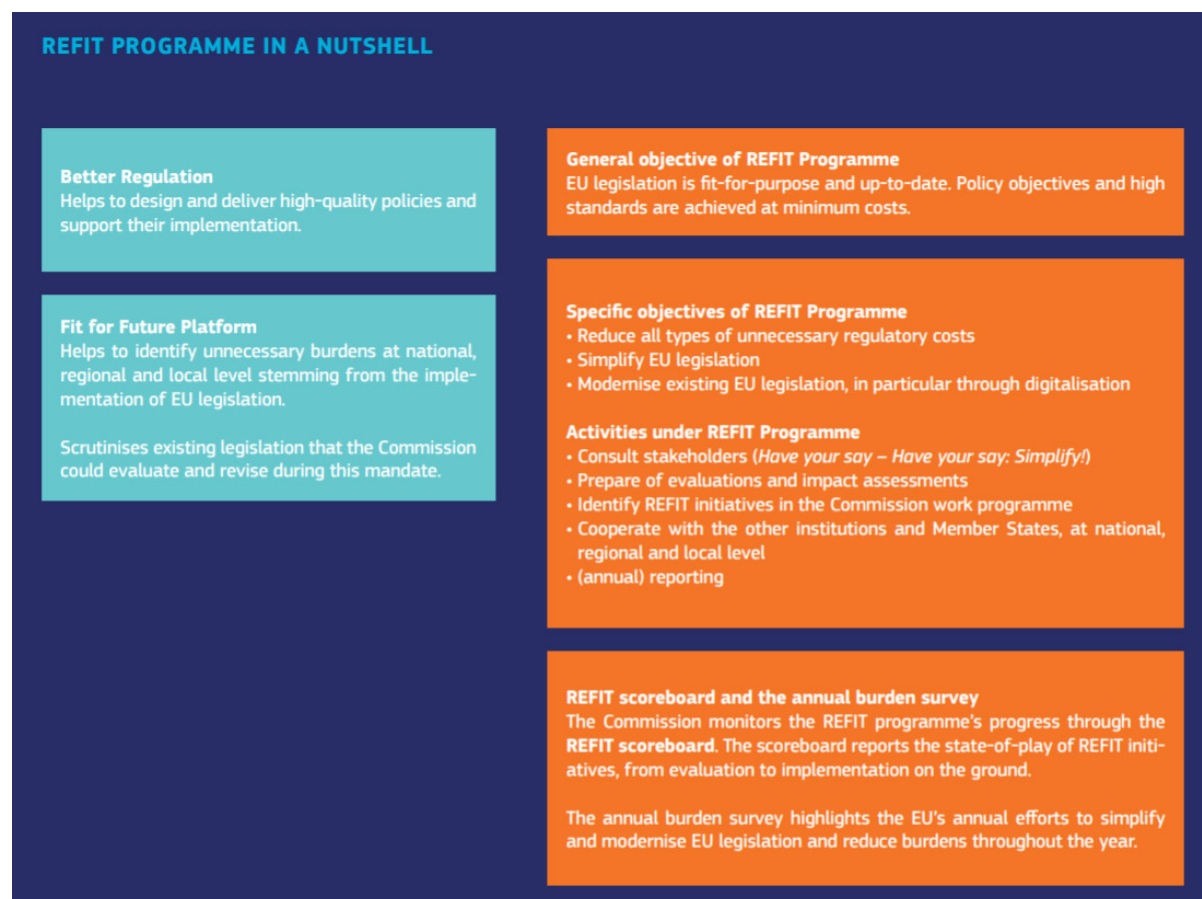 REFIT PROGRAMME IN A NUTSHELL
Better Regulation
Helps to design and deliver high-quality policies and
support their implementation.
Fit for Future Platform
Helps to identify unnecessary burdens at national,
regional and local level stemming from the imple-
mentation of EU legislation.
Scrutinises existing legislation that the Commission
could evaluate and revise during this mandate.
General objective of REFIT Programme
EU legislation is fit-for-purpose and up-to-date. Policy objectives and high
standards are achieved at minimum costs.
Specific objectives of REFIT Programme
• Reduce all types of unnecessary regulatory costs
• Simplify EU legislation
• Modernise existing EU legislation, in particular through digitalisation
Activities under REFIT Programme
• Consult stakeholders (Have your say – Have your say: Simplify!)
• Prepare of evaluations and impact assessments
• Identify REFIT initiatives in the Commission work programme
• Cooperate with the other institutions and Member States, at national,
regional and local level
• (annual) reporting
REFIT scoreboard and the annual burden survey
The Commission monitors the REFIT programme's progress through the
REFIT scoreboard. The scoreboard reports the state-of-play of REFIT initi-
atives, from evaluation to implementation on the ground.
The annual burden survey highlights the EU's annual efforts to simplify
and modernise EU legislation and reduce burdens throughout the year.